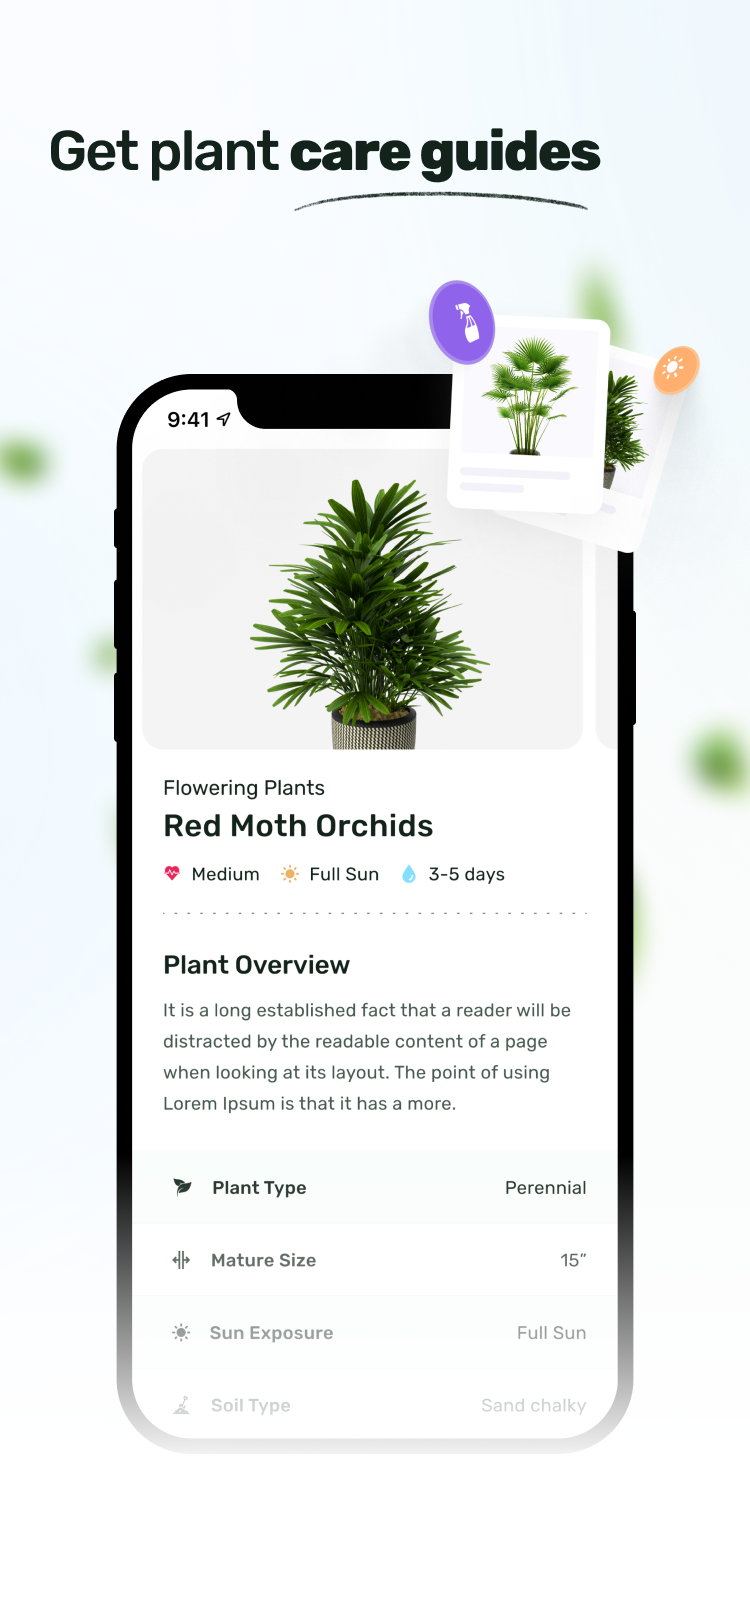 Get plant care guides
9:41
Flowering Plants
Red Moth Orchids
Medium Full Sun 3-5 days
Plant Overview
It is a long established fact that a reader will be
distracted by the readable content of a page
when looking at its layout. The point of using
Lorem Ipsum is that it has a more.
Plant Type Perennial
Mature Size 15”
Sun Exposure Full Sun
Soil Type Sand chalky